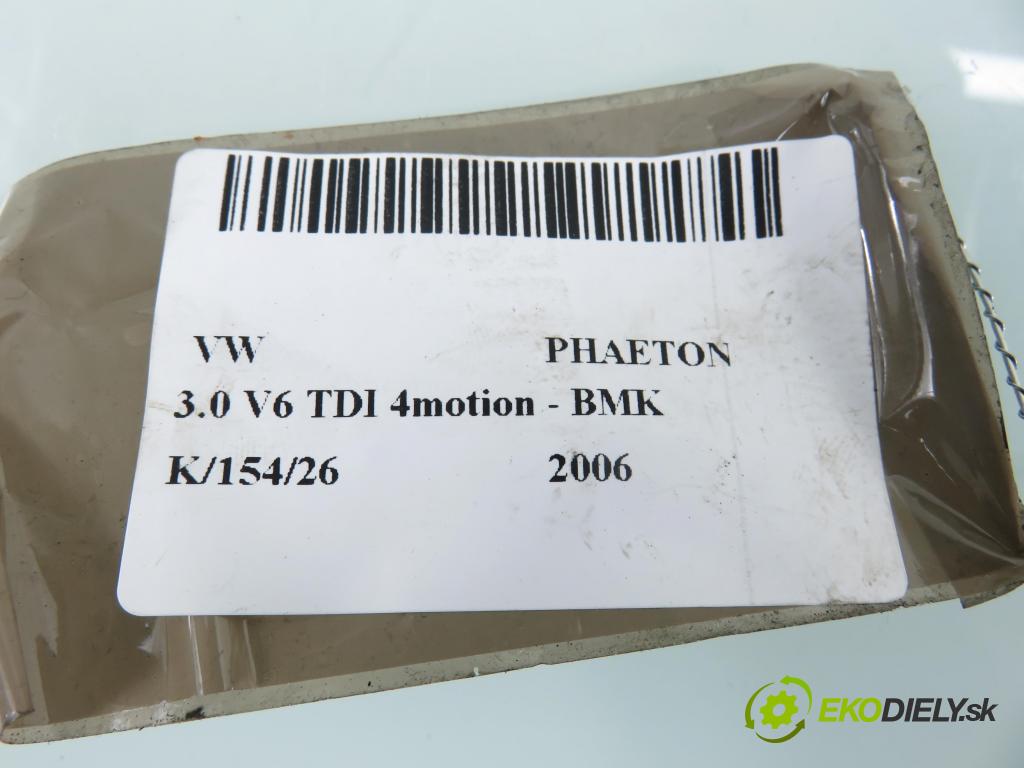 VW PHAETON
3.0 V6 TDI 4motion - BMK
K/154/26 2006
EKODIELY.sk